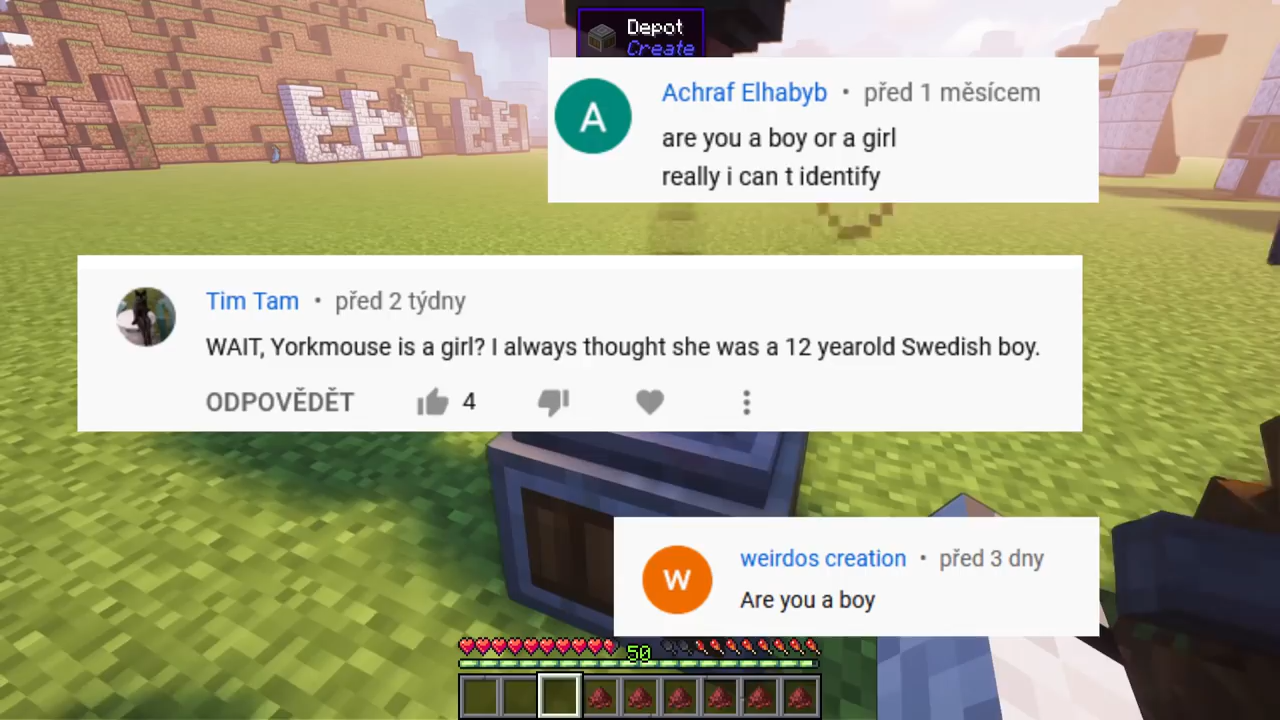 Depot
Create
A
Achraf Elhabyb • před 1 měsícem
are you a boy or a girl
really i can t identify
Tim Tam • před 2 týdny
WAIT, Yorkmouse is a girl? I always thought she was a 12 yearold Swedish boy.
ODPOVĚDĚT 4
W
weirdos creation • před 3 dny
Are you a boy
50